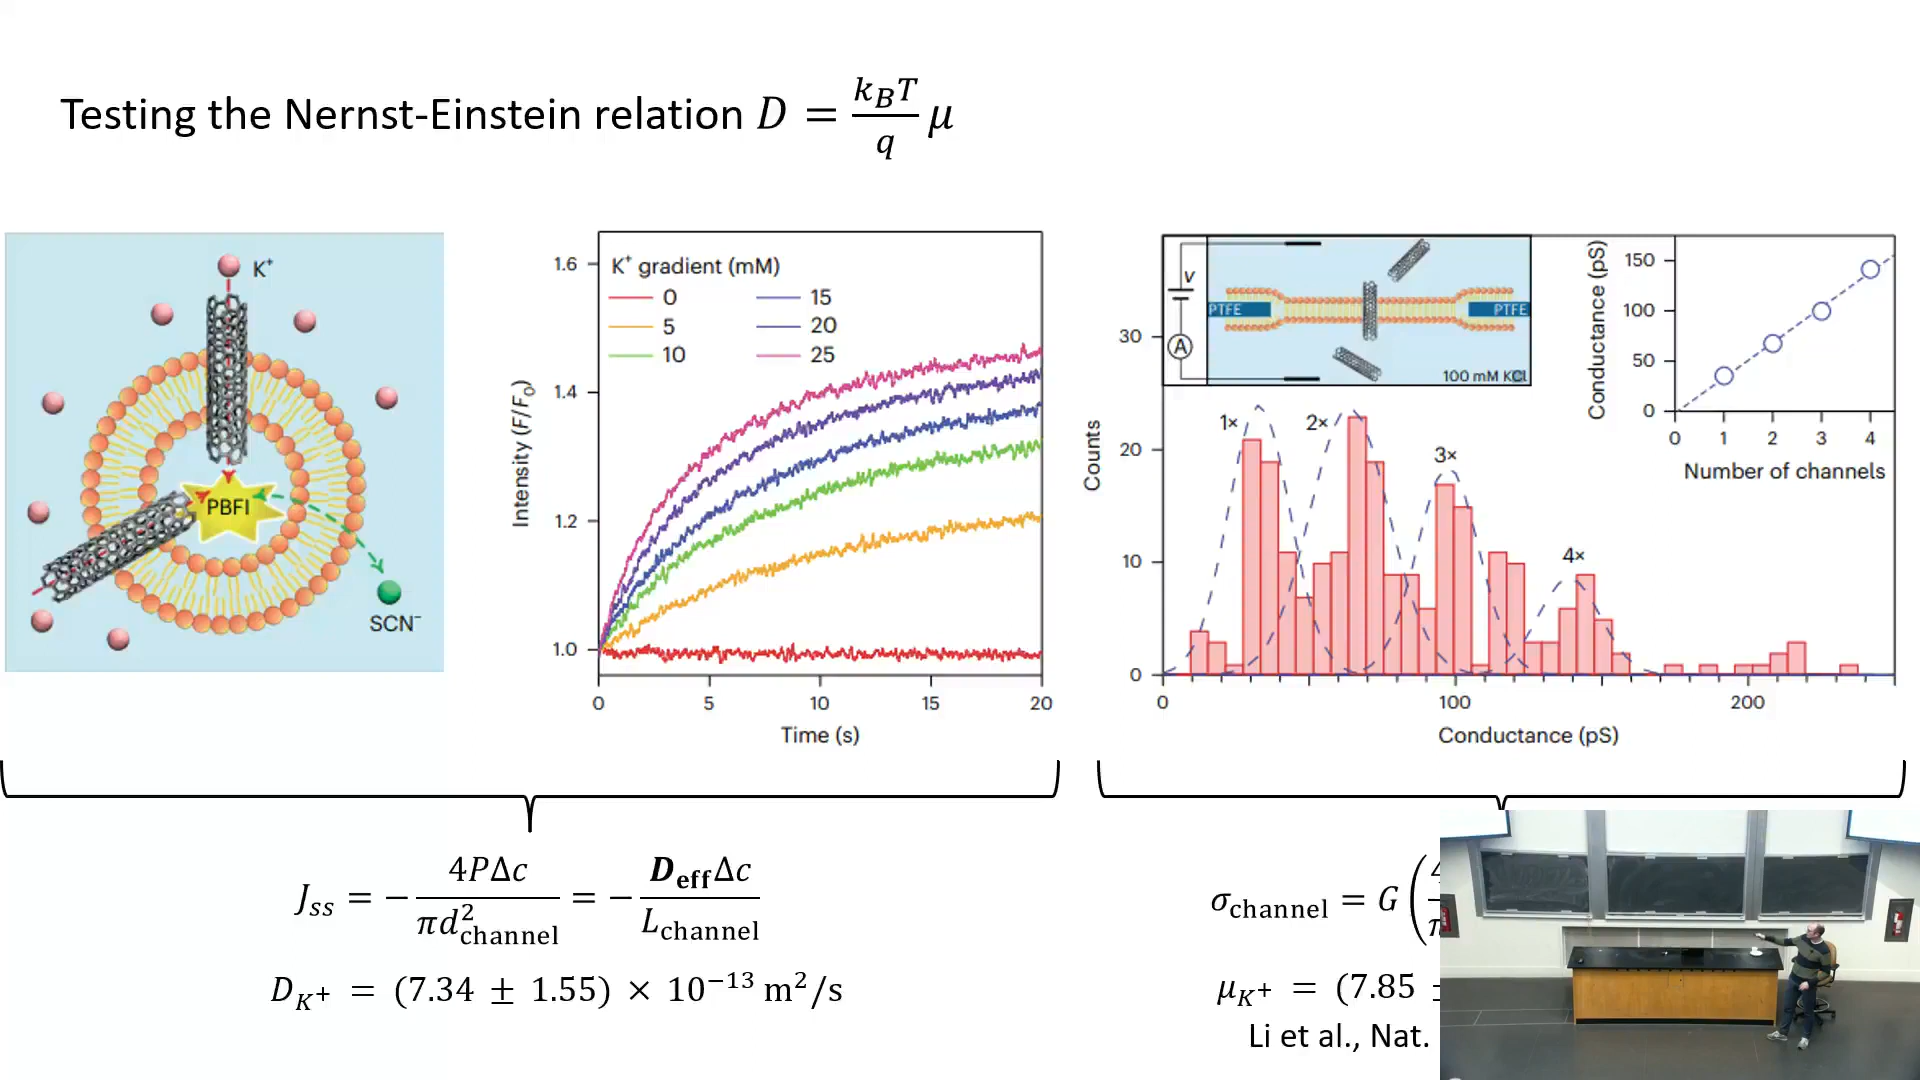 Testing the Nernst-Einstein relation D = k_B T / q μ
K⁺
PBFI
SCN⁻
Intensity (F/F₀)
1.6
1.4
1.2
1.0
K⁺ gradient (mM)
0 15
5 20
10 25
0 5 10 15 20
Time (s)
v
A
PTFE PTFE
100 mM KCl
Conductance (pS)
150
100
50
0
0 1 2 3 4
Number of channels
Counts
30
20
10
0
1× 2× 3× 4×
0 100 200
Conductance (pS)
J_ss = − 4PΔc / πd²_channel = − D_eff Δc / L_channel
D_K⁺ = (7.34 ± 1.55) × 10⁻¹³ m²/s
σ_channel = G (
μ_K⁺ = (7.85
Li et al., Nat.